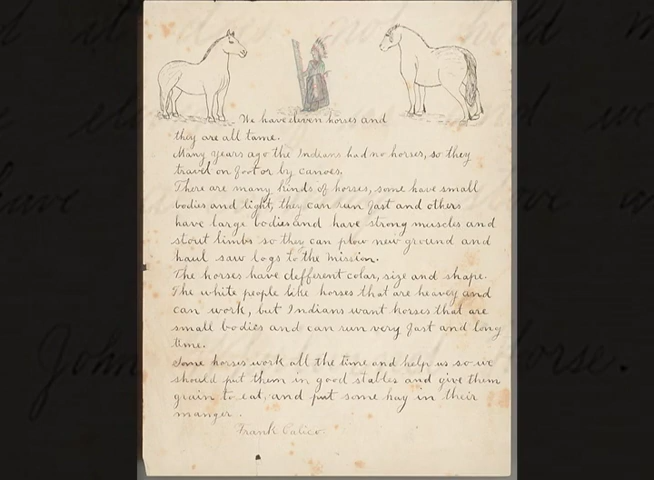 We have eleven horses and
they are all tame.
Many years ago the Indians had no horses, so they
travel on foot or by canoes.
There are many kinds of horses, some have small
bodies and light, they can run fast and others
have large bodies and have strong muscles and
stout limbs so they can plow new ground and
haul saw logs to the mission.
The horses have defferent color, size and shape.
The white people like horses that are heavey and
can work, but Indians want horses that are
small bodies and can run very fast and long
time.
Some horses work all the time and help us so we
should put them in good stables and give them
grain to eat, and put some hay in their
manger.
Frank Calico.
John
Horse.